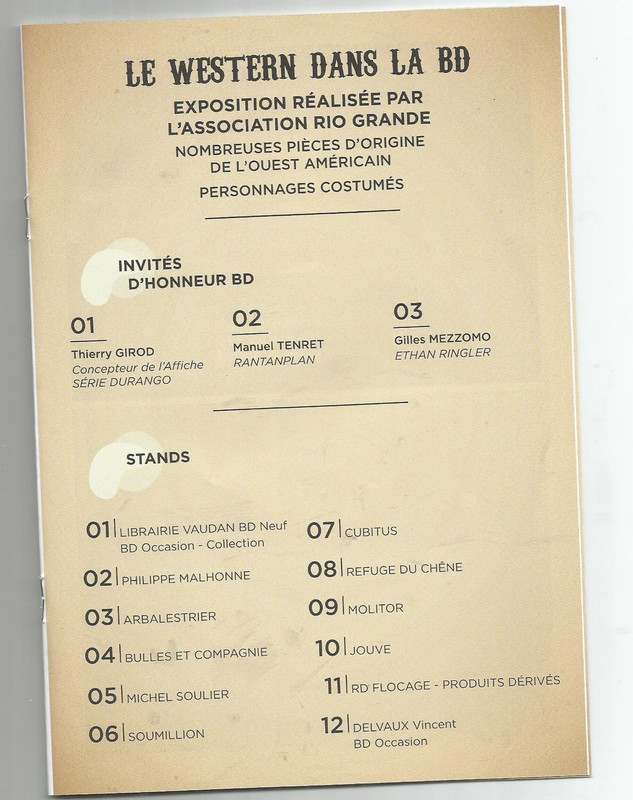 LE WESTERN DANS LA BD
EXPOSITION RÉALISÉE PAR
L'ASSOCIATION RIO GRANDE
NOMBREUSES PIÈCES D'ORIGINE
DE L'OUEST AMÉRICAIN
PERSONNAGES COSTUMÉS
INVITÉS
D'HONNEUR BD
01
Thierry GIROD
Concepteur de l'Affiche
SÉRIE DURANGO
02
Manuel TENRET
RANTANPLAN
03
Gilles MEZZOMO
ETHAN RINGLER
STANDS
01 | LIBRAIRIE VAUDAN BD Neuf
BD Occasion - Collection
02 | PHILIPPE MALHONNE
03 | ARBALESTRIER
04 | BULLES ET COMPAGNIE
05 | MICHEL SOULIER
06 | SOUMILLION
07 | CUBITUS
08 | REFUGE DU CHÊNE
09 | MOLITOR
10 | JOUVE
11 | RD FLOCAGE - PRODUITS DÉRIVÉS
12 | DELVAUX Vincent
BD Occasion